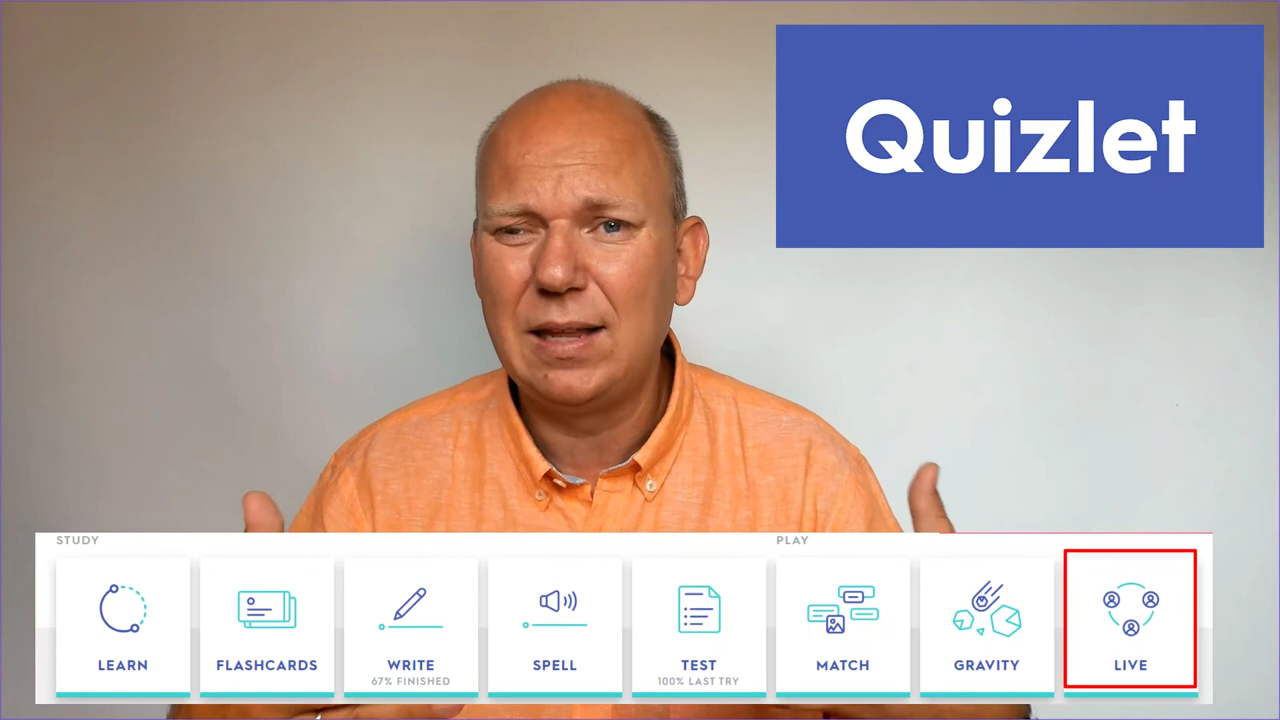 Quizlet
STUDY
PLAY
LEARN
FLASHCARDS
WRITE
67% FINISHED
SPELL
TEST
100% LAST TRY
MATCH
GRAVITY
LIVE